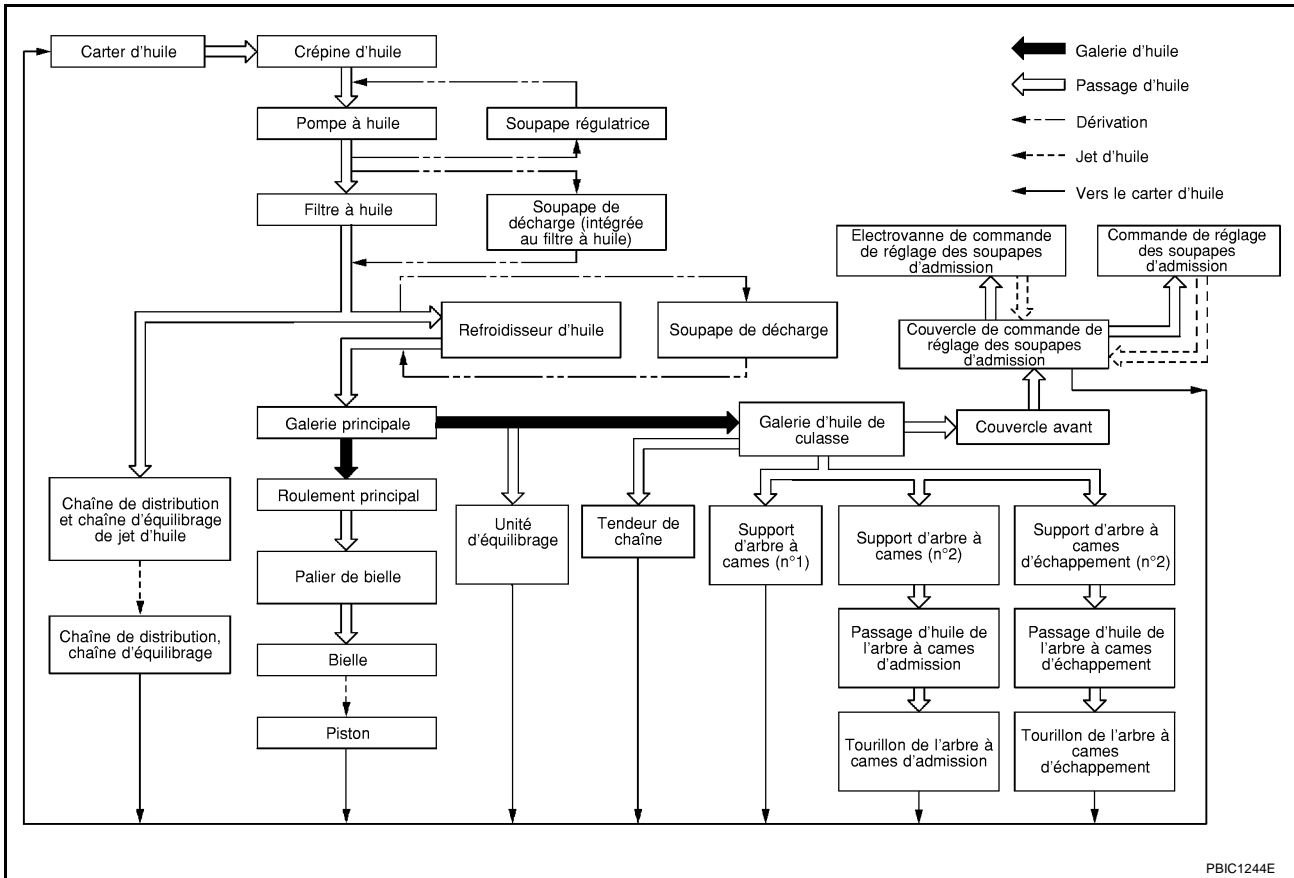 Carter d'huile
Crépine d'huile
Galerie d'huile
Passage d'huile
Dérivation
Jet d'huile
Vers le carter d'huile
Pompe à huile
Soupape régulatrice
Filtre à huile
Soupape de
décharge (intégrée
au filtre à huile)
Electrovanne de commande
de réglage des soupapes
d'admission
Commande de réglage
des soupapes
d'admission
Refroidisseur d'huile
Soupape de décharge
Couvercle de commande de
réglage des soupapes
d'admission
Galerie principale
Galerie d'huile de
culasse
Couvercle avant
Chaîne de distribution
et chaîne d'équilibrage
de jet d'huile
Roulement principal
Unité
d'équilibrage
Tendeur de
chaîne
Support
d'arbre à
cames (n°1)
Support d'arbre à
cames (n°2)
Support d'arbre à
cames
d'échappement (n°2)
Palier de bielle
Chaîne de distribution,
chaîne d'équilibrage
Bielle
Passage d'huile de
l'arbre à cames
d'admission
Passage d'huile de
l'arbre à cames
d'échappement
Piston
Tourillon de l'arbre à
cames d'admission
Tourillon de l'arbre à
cames
d'échappement
PBIC1244E